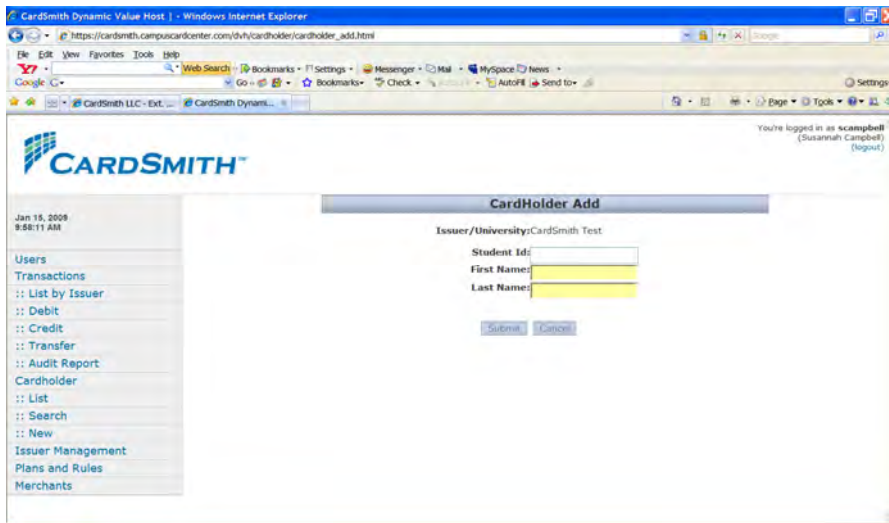 CardSmith Dynamic Value Host | - Windows Internet Explorer
https://cardsmith.campuscardcenter.com/dvh/cardholder/cardholder_add.html
File Edit View Favorites Tools Help
Web Search Bookmarks Settings Messenger Mail MySpace News
Google Go Bookmarks Check AutoFill Send to Settings
CardSmith LLC - Ext. ... CardSmith Dynami... Page Tools
You're logged in as scampbell
(Susannah Campbell)
(logout)
CARDSMITH™
CardHolder Add
Jan 15, 2009
9:58:11 AM
Issuer/University:CardSmith Test
Student Id:
First Name:
Last Name:
Submit Cancel
Users
Transactions
:: List by Issuer
:: Debit
:: Credit
:: Transfer
:: Audit Report
Cardholder
:: List
:: Search
:: New
Issuer Management
Plans and Rules
Merchants